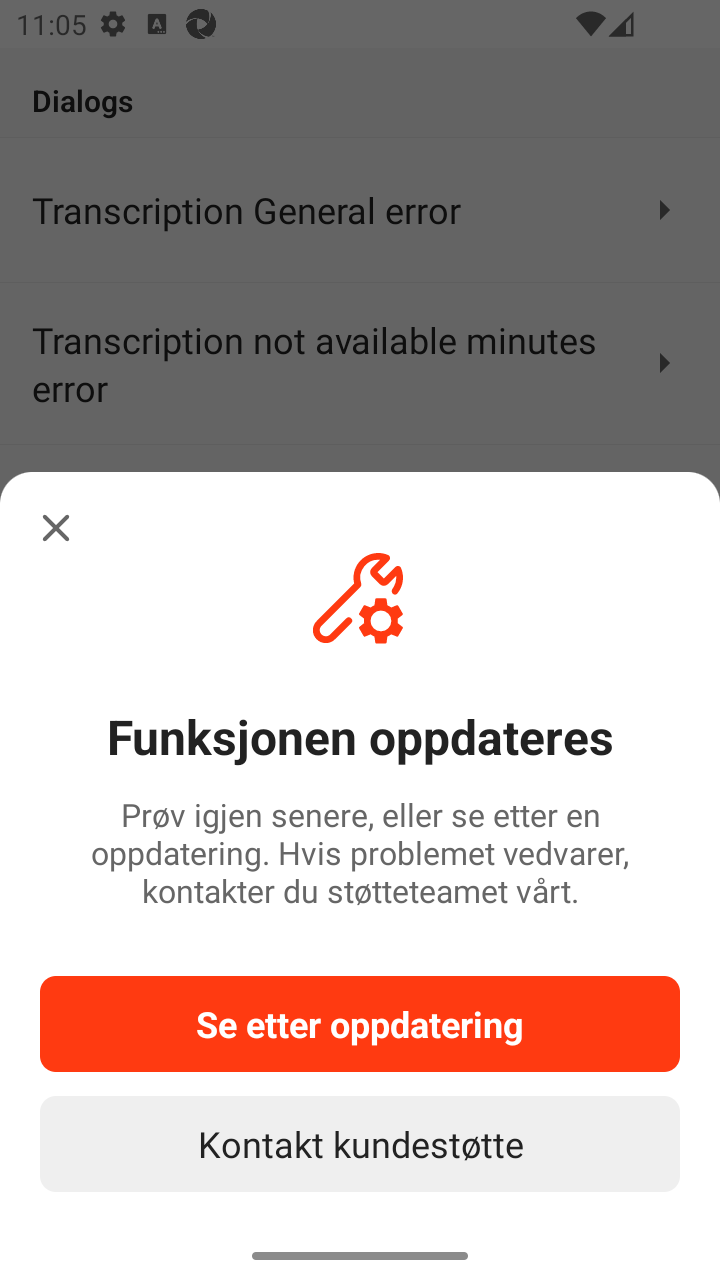 11:05
Dialogs
Transcription General error
Transcription not available minutes
error
Funksjonen oppdateres
Prøv igjen senere, eller se etter en
oppdatering. Hvis problemet vedvarer,
kontakter du støtteteamet vårt.
Se etter oppdatering
Kontakt kundestøtte